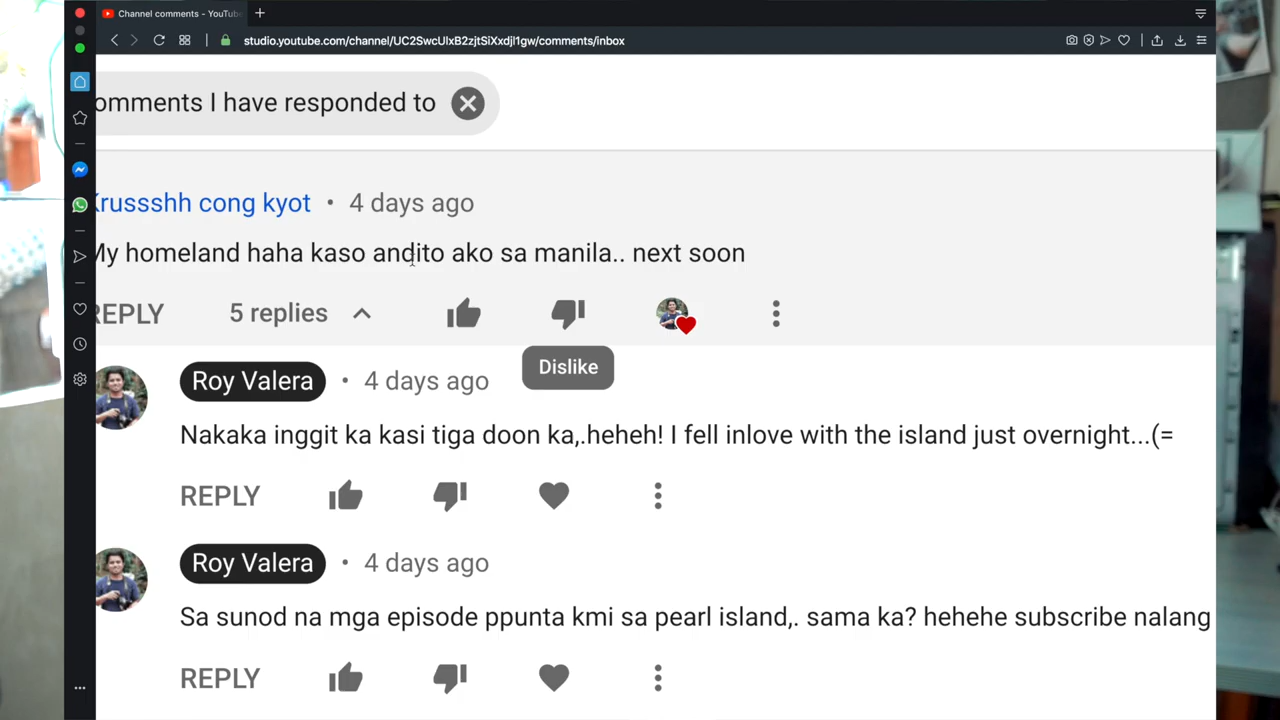 Channel comments - YouTube
studio.youtube.com/channel/UC2SwcUlxB2zjtSiXxdjl1gw/comments/inbox
omments I have responded to
Krussshh cong kyot • 4 days ago
My homeland haha kaso andito ako sa manila.. next soon
REPLY 5 replies
Dislike
Roy Valera • 4 days ago
Nakaka inggit ka kasi tiga doon ka,.heheh! I fell inlove with the island just overnight...(=
REPLY
Roy Valera • 4 days ago
Sa sunod na mga episode ppunta kmi sa pearl island,. sama ka? hehehe subscribe nalang
REPLY